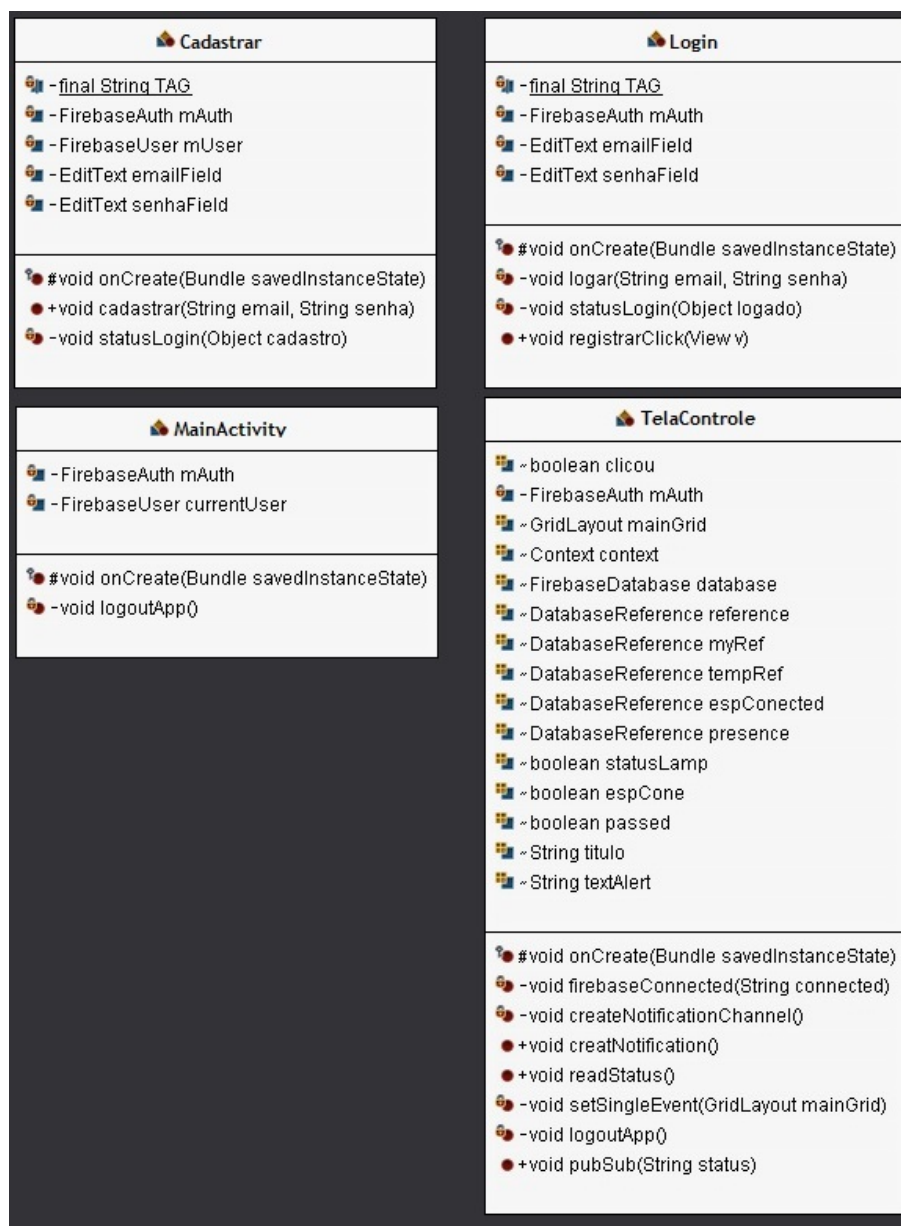 Cadastrar
-final String TAG
-FirebaseAuth mAuth
-FirebaseUser mUser
-EditText emailField
-EditText senhaField
#void onCreate(Bundle savedInstanceState)
+void cadastrar(String email, String senha)
-void statusLogin(Object cadastro)
Login
-final String TAG
-FirebaseAuth mAuth
-EditText emailField
-EditText senhaField
#void onCreate(Bundle savedInstanceState)
-void logar(String email, String senha)
-void statusLogin(Object logado)
+void registrarClick(View v)
MainActivity
-FirebaseAuth mAuth
-FirebaseUser currentUser
#void onCreate(Bundle savedInstanceState)
-void logoutApp()
TelaControle
~boolean clicou
-FirebaseAuth mAuth
~GridLayout mainGrid
~Context context
~FirebaseDatabase database
~DatabaseReference reference
~DatabaseReference myRef
~DatabaseReference tempRef
~DatabaseReference espConected
~DatabaseReference presence
~boolean statusLamp
~boolean espCone
~boolean passed
~String titulo
~String textAlert
#void onCreate(Bundle savedInstanceState)
-void firebaseConnected(String connected)
-void createNotificationChannel()
+void creatNotification()
+void readStatus()
-void setSingleEvent(GridLayout mainGrid)
-void logoutApp()
+void pubSub(String status)